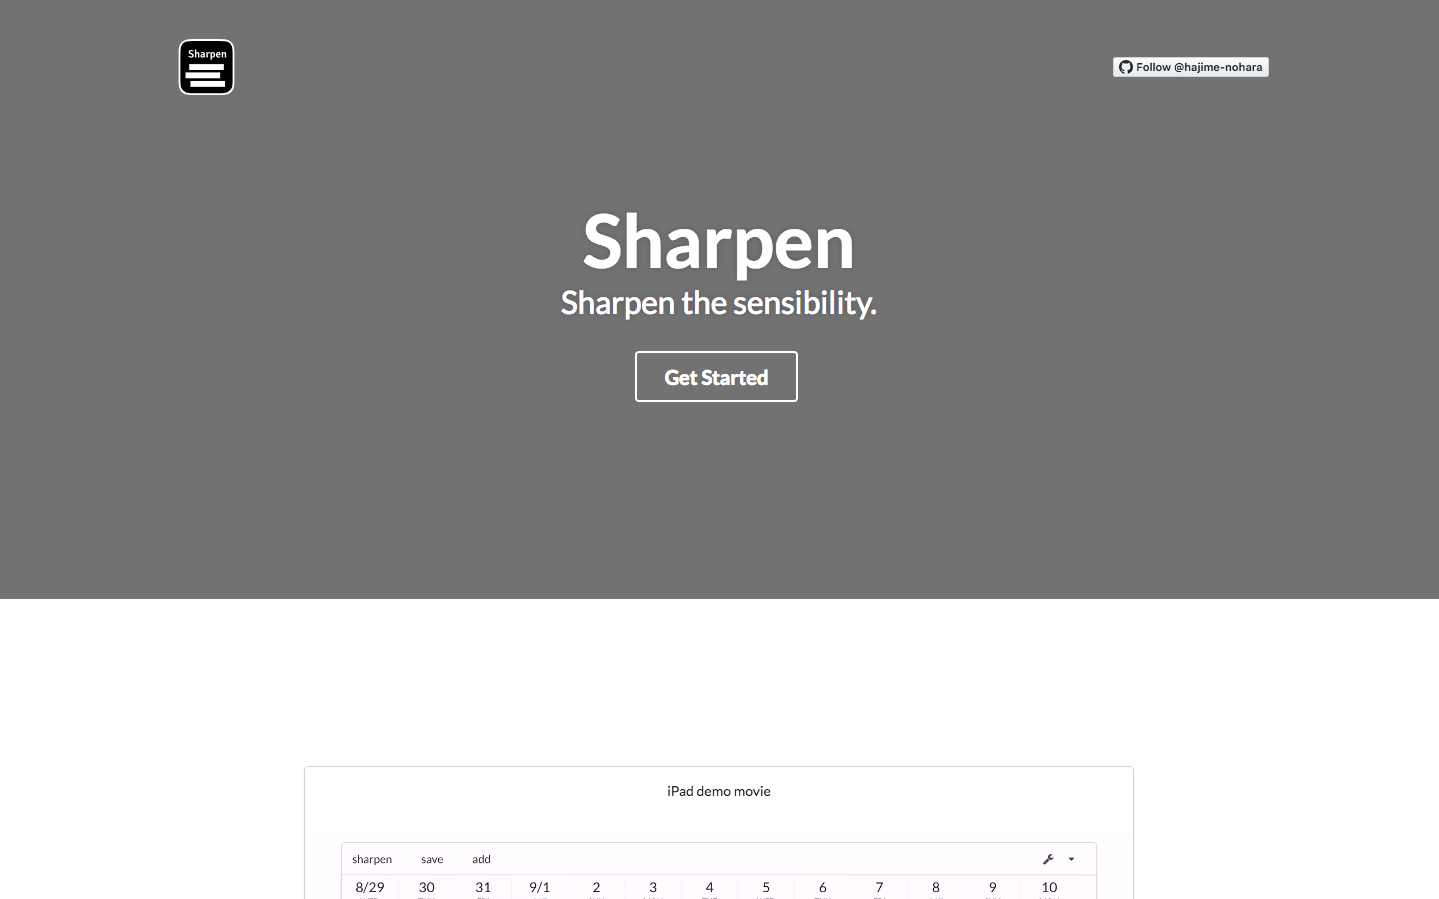 Sharpen
Follow @hajime-nohara
Sharpen
Sharpen the sensibility.
Get Started
iPad demo movie
sharpen save add
8/29 30 31 9/1 2 3 4 5 6 7 8 9 10